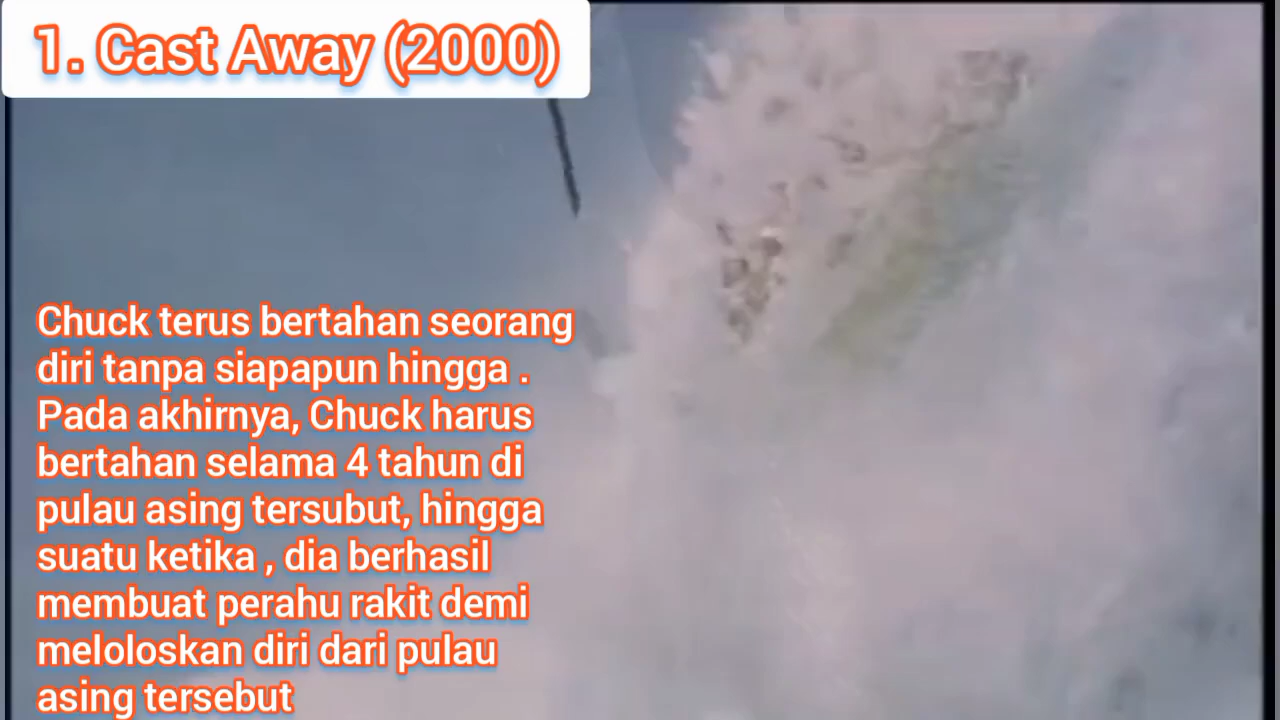 1. Cast Away (2000)
Chuck terus bertahan seorang
diri tanpa siapapun hingga .
Pada akhirnya, Chuck harus
bertahan selama 4 tahun di
pulau asing tersubut, hingga
suatu ketika , dia berhasil
membuat perahu rakit demi
meloloskan diri dari pulau
asing tersebut